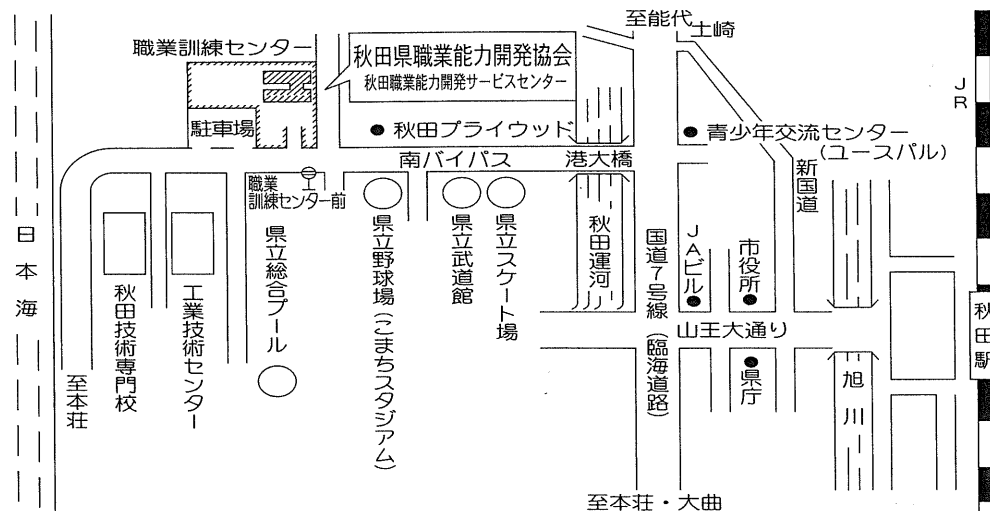 至能代
土崎
職業訓練センター
秋田県職業能力開発協会
秋田職業能力開発サービスセンター
JR
駐車場
秋田プライウッド
青少年交流センター
(ユースパル)
南バイパス
港大橋
新国道
職業
訓練センター前
日本海
秋田技術専門校
工業技術センター
県立総合プール
県立野球場(こまちスタジアム)
県立武道館
県立スケート場
秋田運河
国道7号線(臨海道路)
JAビル
市役所
山王大通り
県庁
旭川
秋田駅
至本荘
至本荘・大曲